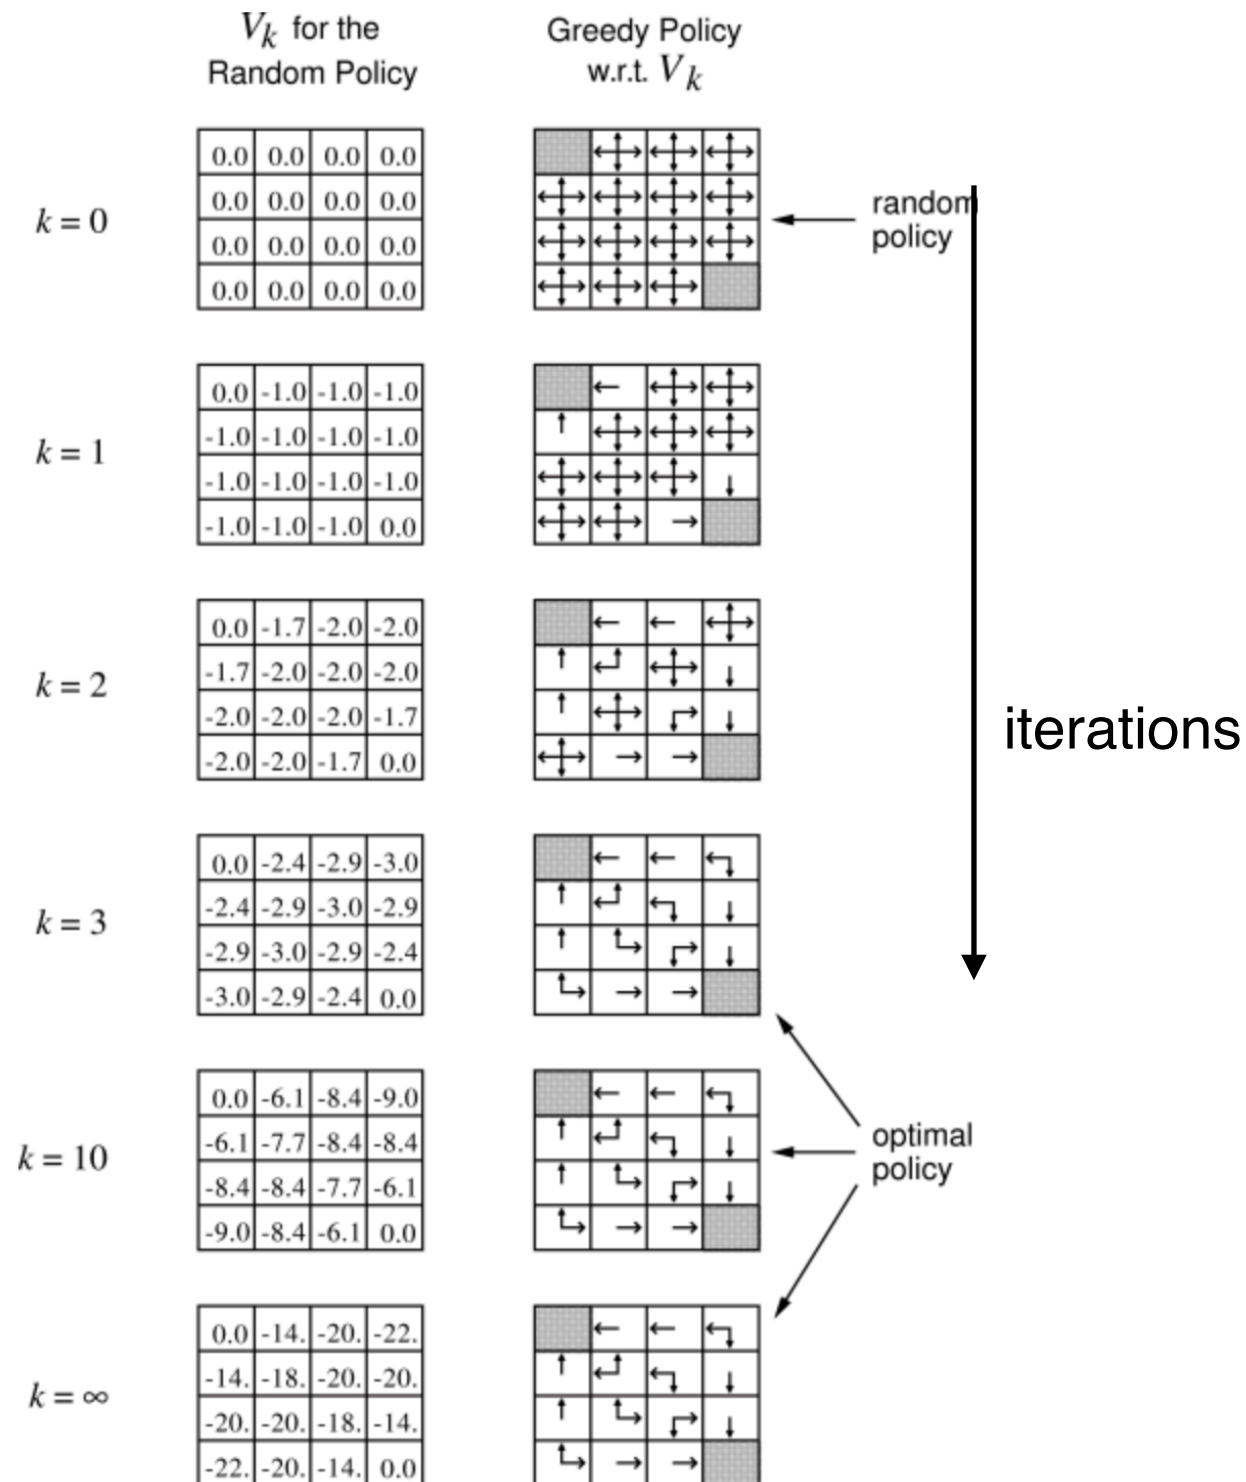 Vk for the
Random Policy
Greedy Policy
w.r.t. Vk
k = 0
0.0 0.0 0.0 0.0
0.0 0.0 0.0 0.0
0.0 0.0 0.0 0.0
0.0 0.0 0.0 0.0
random
policy
k = 1
0.0 -1.0 -1.0 -1.0
-1.0 -1.0 -1.0 -1.0
-1.0 -1.0 -1.0 -1.0
-1.0 -1.0 -1.0 0.0
k = 2
0.0 -1.7 -2.0 -2.0
-1.7 -2.0 -2.0 -2.0
-2.0 -2.0 -2.0 -1.7
-2.0 -2.0 -1.7 0.0
iterations
k = 3
0.0 -2.4 -2.9 -3.0
-2.4 -2.9 -3.0 -2.9
-2.9 -3.0 -2.9 -2.4
-3.0 -2.9 -2.4 0.0
k = 10
0.0 -6.1 -8.4 -9.0
-6.1 -7.7 -8.4 -8.4
-8.4 -8.4 -7.7 -6.1
-9.0 -8.4 -6.1 0.0
optimal
policy
k = ∞
0.0 -14. -20. -22.
-14. -18. -20. -20.
-20. -20. -18. -14.
-22. -20. -14. 0.0